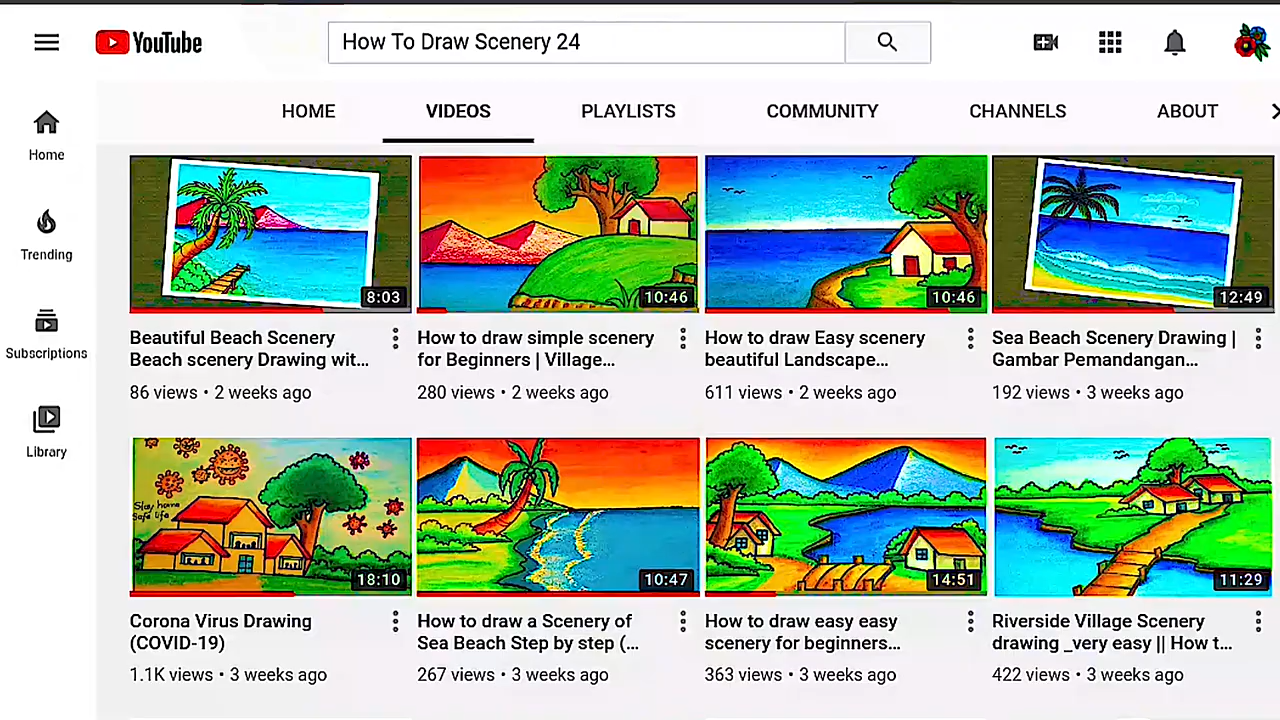 YouTube
How To Draw Scenery 24
HOME VIDEOS PLAYLISTS COMMUNITY CHANNELS ABOUT
Home
Trending
Subscriptions
Library
8:03
Beautiful Beach Scenery
Beach scenery Drawing wit...
86 views • 2 weeks ago
10:46
How to draw simple scenery
for Beginners | Village...
280 views • 2 weeks ago
10:46
How to draw Easy scenery
beautiful Landscape...
611 views • 2 weeks ago
12:49
Sea Beach Scenery Drawing |
Gambar Pemandangan...
192 views • 3 weeks ago
Stay home
Safe life
18:10
Corona Virus Drawing
(COVID-19)
1.1K views • 3 weeks ago
10:47
How to draw a Scenery of
Sea Beach Step by step (...
267 views • 3 weeks ago
14:51
How to draw easy easy
scenery for beginners...
363 views • 3 weeks ago
11:29
Riverside Village Scenery
drawing _very easy || How t...
422 views • 3 weeks ago